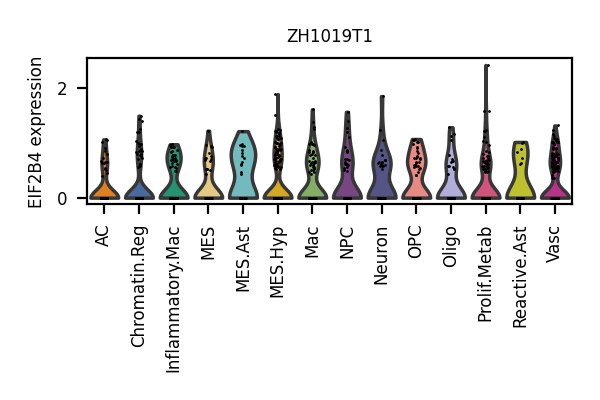 ZH1019T1
EIF2B4 expression
2
0
AC
Chromatin.Reg
Inflammatory.Mac
MES
MES.Ast
MES.Hyp
Mac
NPC
Neuron
OPC
Oligo
Prolif.Metab
Reactive.Ast
Vasc